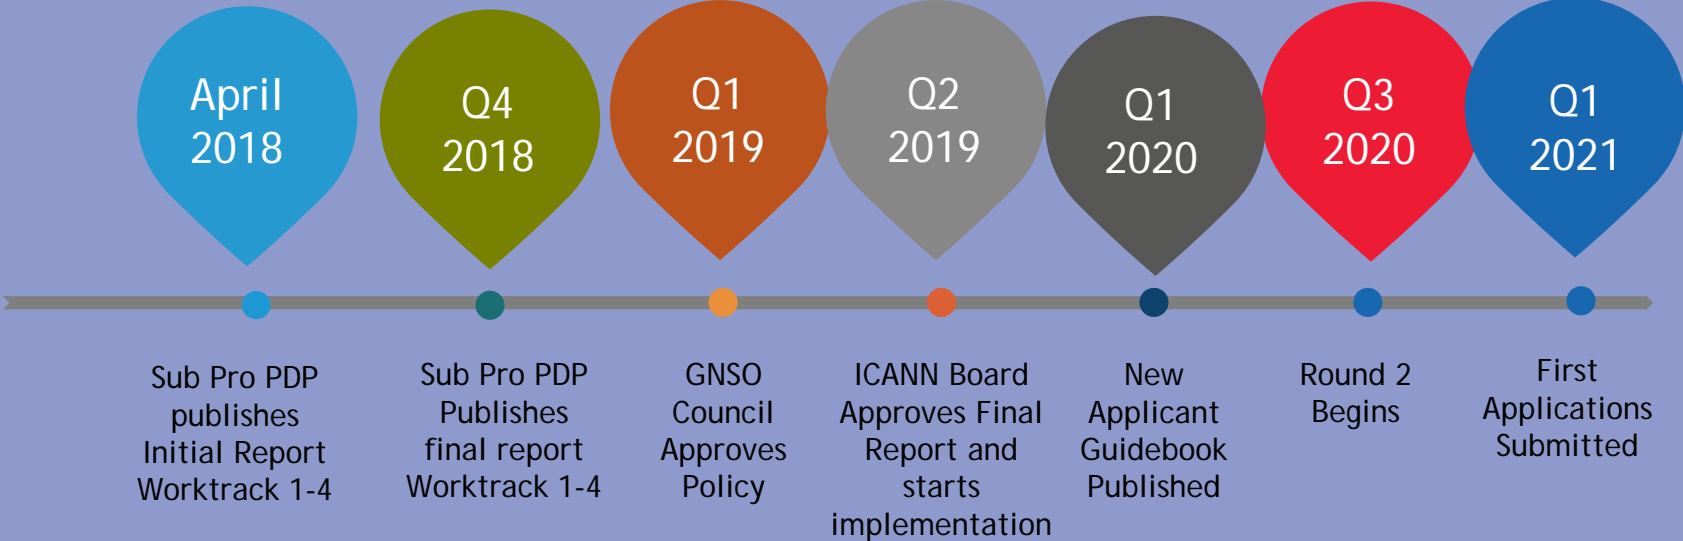 April
2018
Q4
2018
Q1
2019
Q2
2019
Q1
2020
Q3
2020
Q1
2021
Sub Pro PDP
publishes
Initial Report
Worktrack 1-4
Sub Pro PDP
Publishes
final report
Worktrack 1-4
GNSO
Council
Approves
Policy
ICANN Board
Approves Final
Report and
starts
implementation
New
Applicant
Guidebook
Published
Round 2
Begins
First
Applications
Submitted